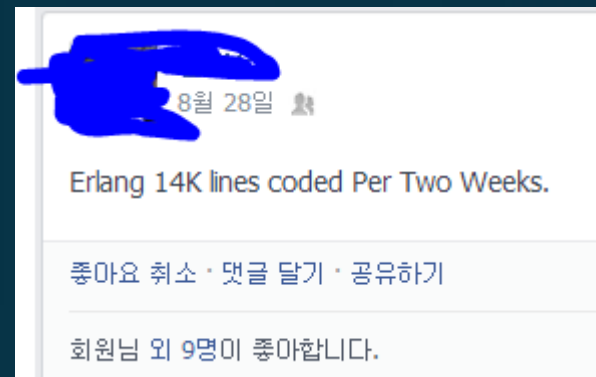 8월 28일
Erlang 14K lines coded Per Two Weeks.
좋아요 취소 · 댓글 달기 · 공유하기
회원님 외 9명이 좋아합니다.